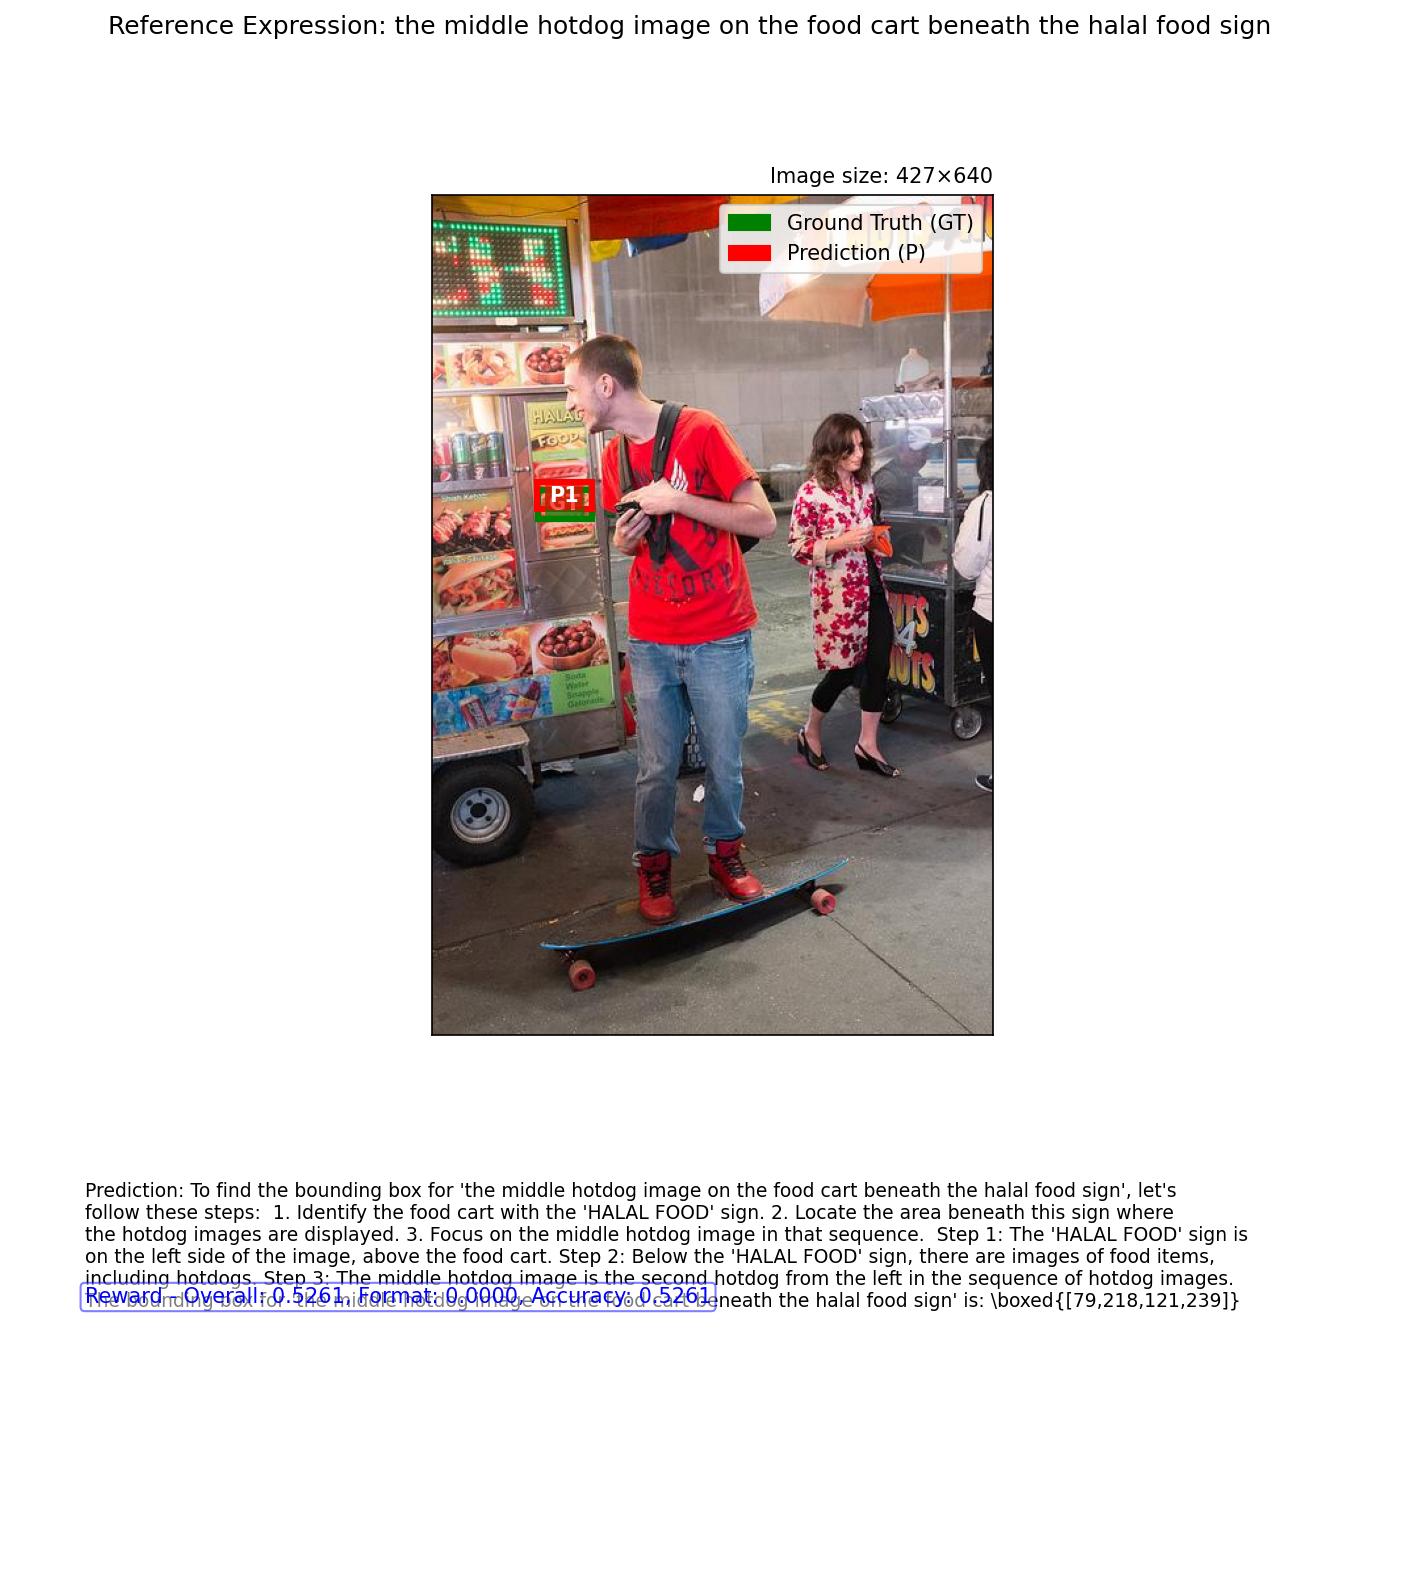 Reference Expression: the middle hotdog image on the food cart beneath the halal food sign
Image size: 427×640
Ground Truth (GT)
Prediction (P)
HALAL
FOOD
P1
GT
Shish Kebab
Soda
Water
Snapple
Gatorade
NUTS
4
NUTS
Prediction: To find the bounding box for 'the middle hotdog image on the food cart beneath the halal food sign', let's
follow these steps:  1. Identify the food cart with the 'HALAL FOOD' sign. 2. Locate the area beneath this sign where
the hotdog images are displayed. 3. Focus on the middle hotdog image in that sequence.  Step 1: The 'HALAL FOOD' sign is
on the left side of the image, above the food cart. Step 2: Below the 'HALAL FOOD' sign, there are images of food items,
including hotdogs. Step 3: The middle hotdog image is the second hotdog from the left in the sequence of hotdog images.
The bounding box for 'the middle hotdog image on the food cart beneath the halal food sign' is: \boxed{[79,218,121,239]}
Reward - Overall: 0.5261, Format: 0.0000, Accuracy: 0.5261